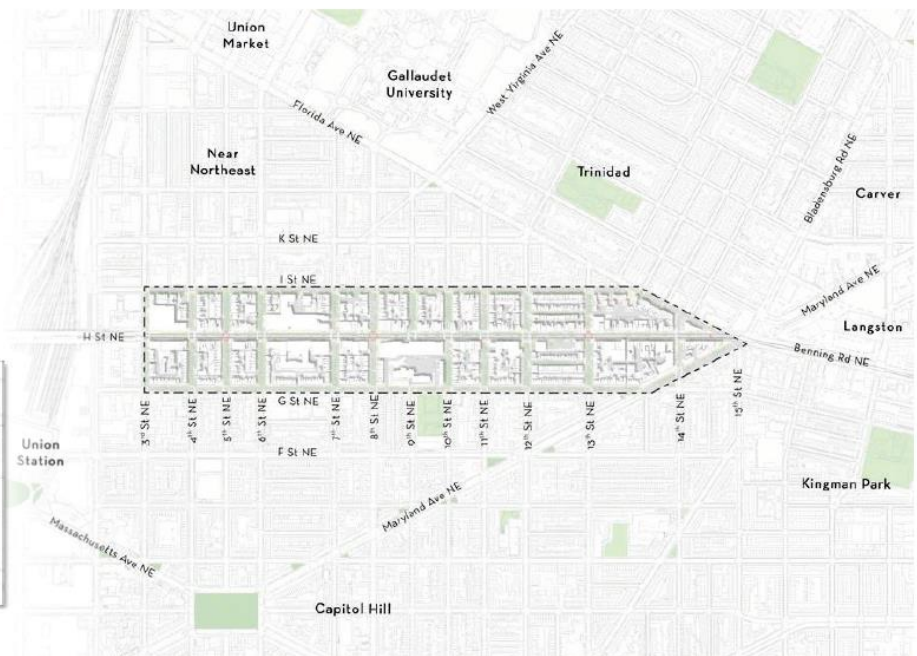 Union
Market
Gallaudet
University
West Virginia Ave NE
Florida Ave NE
Near
Northeast
Trinidad
Bladensburg Rd NE
Carver
K St NE
I St NE
Maryland Ave NE
H St NE
Langston
Benning Rd NE
G St NE
3rd St NE
4th St NE
5th St NE
6th St NE
7th St NE
8th St NE
9th St NE
10th St NE
11th St NE
12th St NE
13th St NE
14th St NE
15th St NE
Union
Station
F St NE
Kingman Park
Maryland Ave NE
Massachusetts Ave NE
Capitol Hill